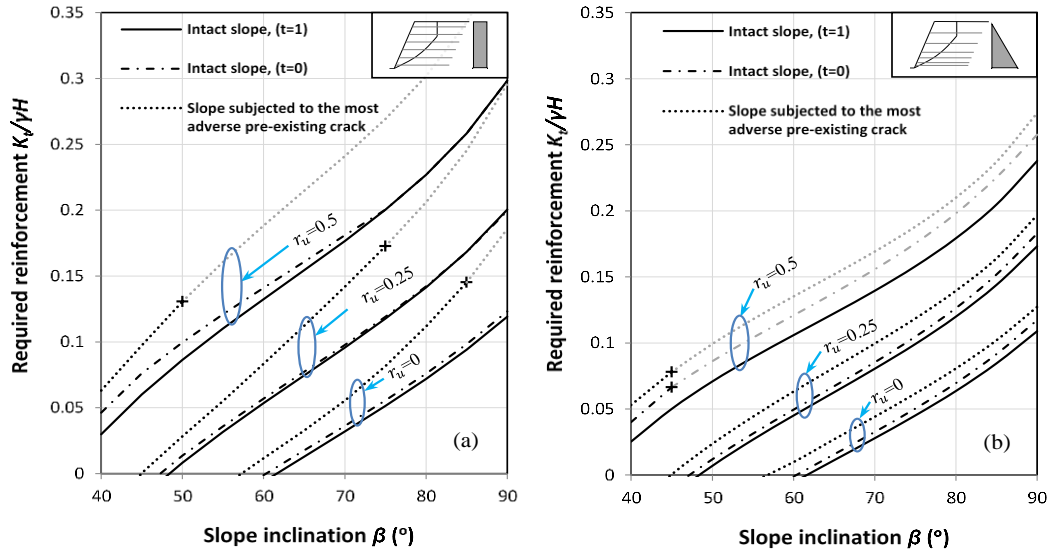 Intact slope, (t=1)
Intact slope, (t=0)
Slope subjected to the most
adverse pre-existing crack
Required reinforcement Kt/γH
0.35
0.3
0.25
0.2
0.15
0.1
0.05
0
ru=0.5
ru=0.25
ru=0
(a)
40
50
60
70
80
90
Slope inclination β (°)
Intact slope, (t=1)
Intact slope, (t=0)
Slope subjected to the most
adverse pre-existing crack
Required reinforcement Kt/γH
0.35
0.3
0.25
0.2
0.15
0.1
0.05
0
ru=0.5
ru=0.25
ru=0
(b)
40
50
60
70
80
90
Slope inclination β (°)